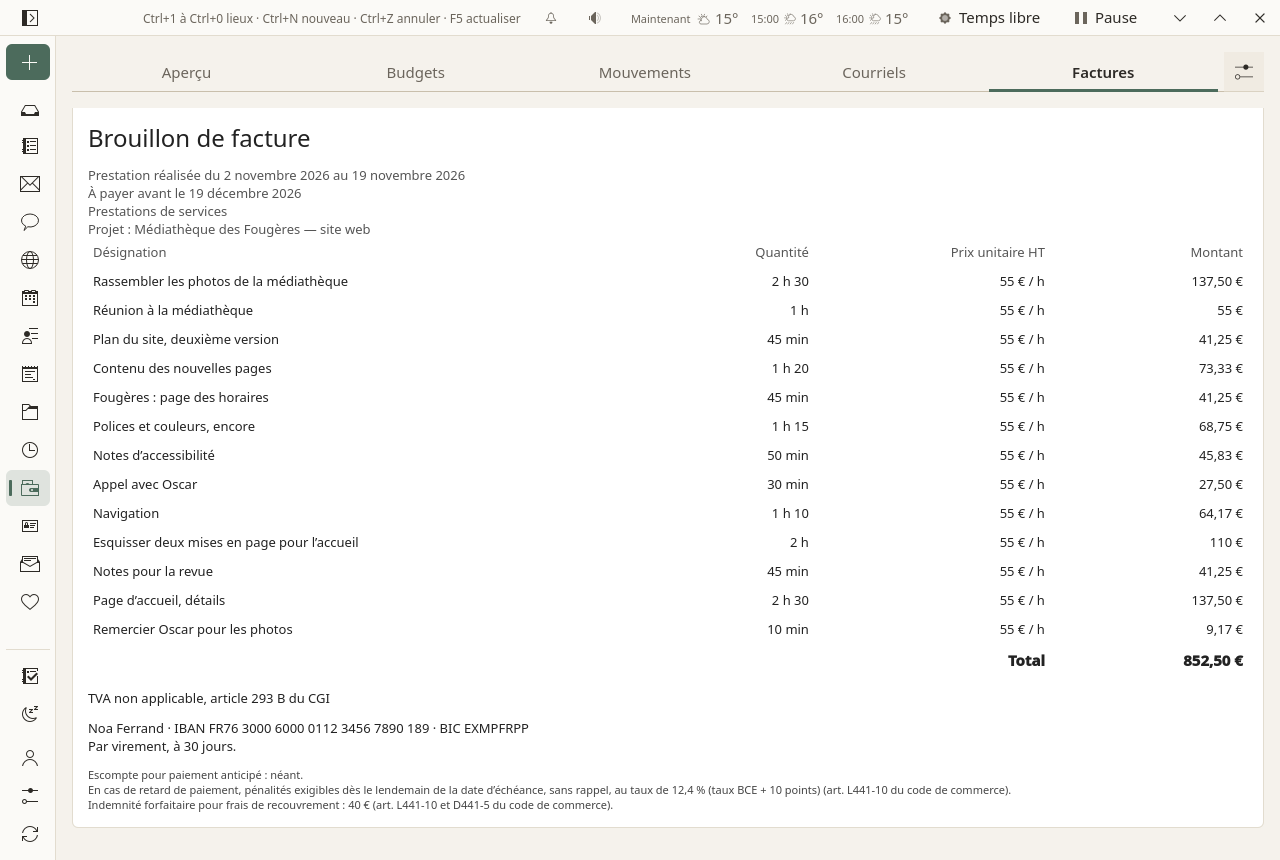 Ctrl+1 à Ctrl+0 lieux · Ctrl+N nouveau · Ctrl+Z annuler · F5 actualiser Maintenant 15° 15:00 16° 16:00 15° Temps libre Pause
Aperçu Budgets Mouvements Courriels Factures
Brouillon de facture
Prestation réalisée du 2 novembre 2026 au 19 novembre 2026
À payer avant le 19 décembre 2026
Prestations de services
Projet : Médiathèque des Fougères — site web
Désignation Quantité Prix unitaire HT Montant
Rassembler les photos de la médiathèque 2 h 30 55 € / h 137,50 €
Réunion à la médiathèque 1 h 55 € / h 55 €
Plan du site, deuxième version 45 min 55 € / h 41,25 €
Contenu des nouvelles pages 1 h 20 55 € / h 73,33 €
Fougères : page des horaires 45 min 55 € / h 41,25 €
Polices et couleurs, encore 1 h 15 55 € / h 68,75 €
Notes d’accessibilité 50 min 55 € / h 45,83 €
Appel avec Oscar 30 min 55 € / h 27,50 €
Navigation 1 h 10 55 € / h 64,17 €
Esquisser deux mises en page pour l’accueil 2 h 55 € / h 110 €
Notes pour la revue 45 min 55 € / h 41,25 €
Page d’accueil, détails 2 h 30 55 € / h 137,50 €
Remercier Oscar pour les photos 10 min 55 € / h 9,17 €
Total 852,50 €
TVA non applicable, article 293 B du CGI
Noa Ferrand · IBAN FR76 3000 6000 0112 3456 7890 189 · BIC EXMPFRPP
Par virement, à 30 jours.
Escompte pour paiement anticipé : néant.
En cas de retard de paiement, pénalités exigibles dès le lendemain de la date d’échéance, sans rappel, au taux de 12,4 % (taux BCE + 10 points) (art. L441-10 du code de commerce).
Indemnité forfaitaire pour frais de recouvrement : 40 € (art. L441-10 et D441-5 du code de commerce).